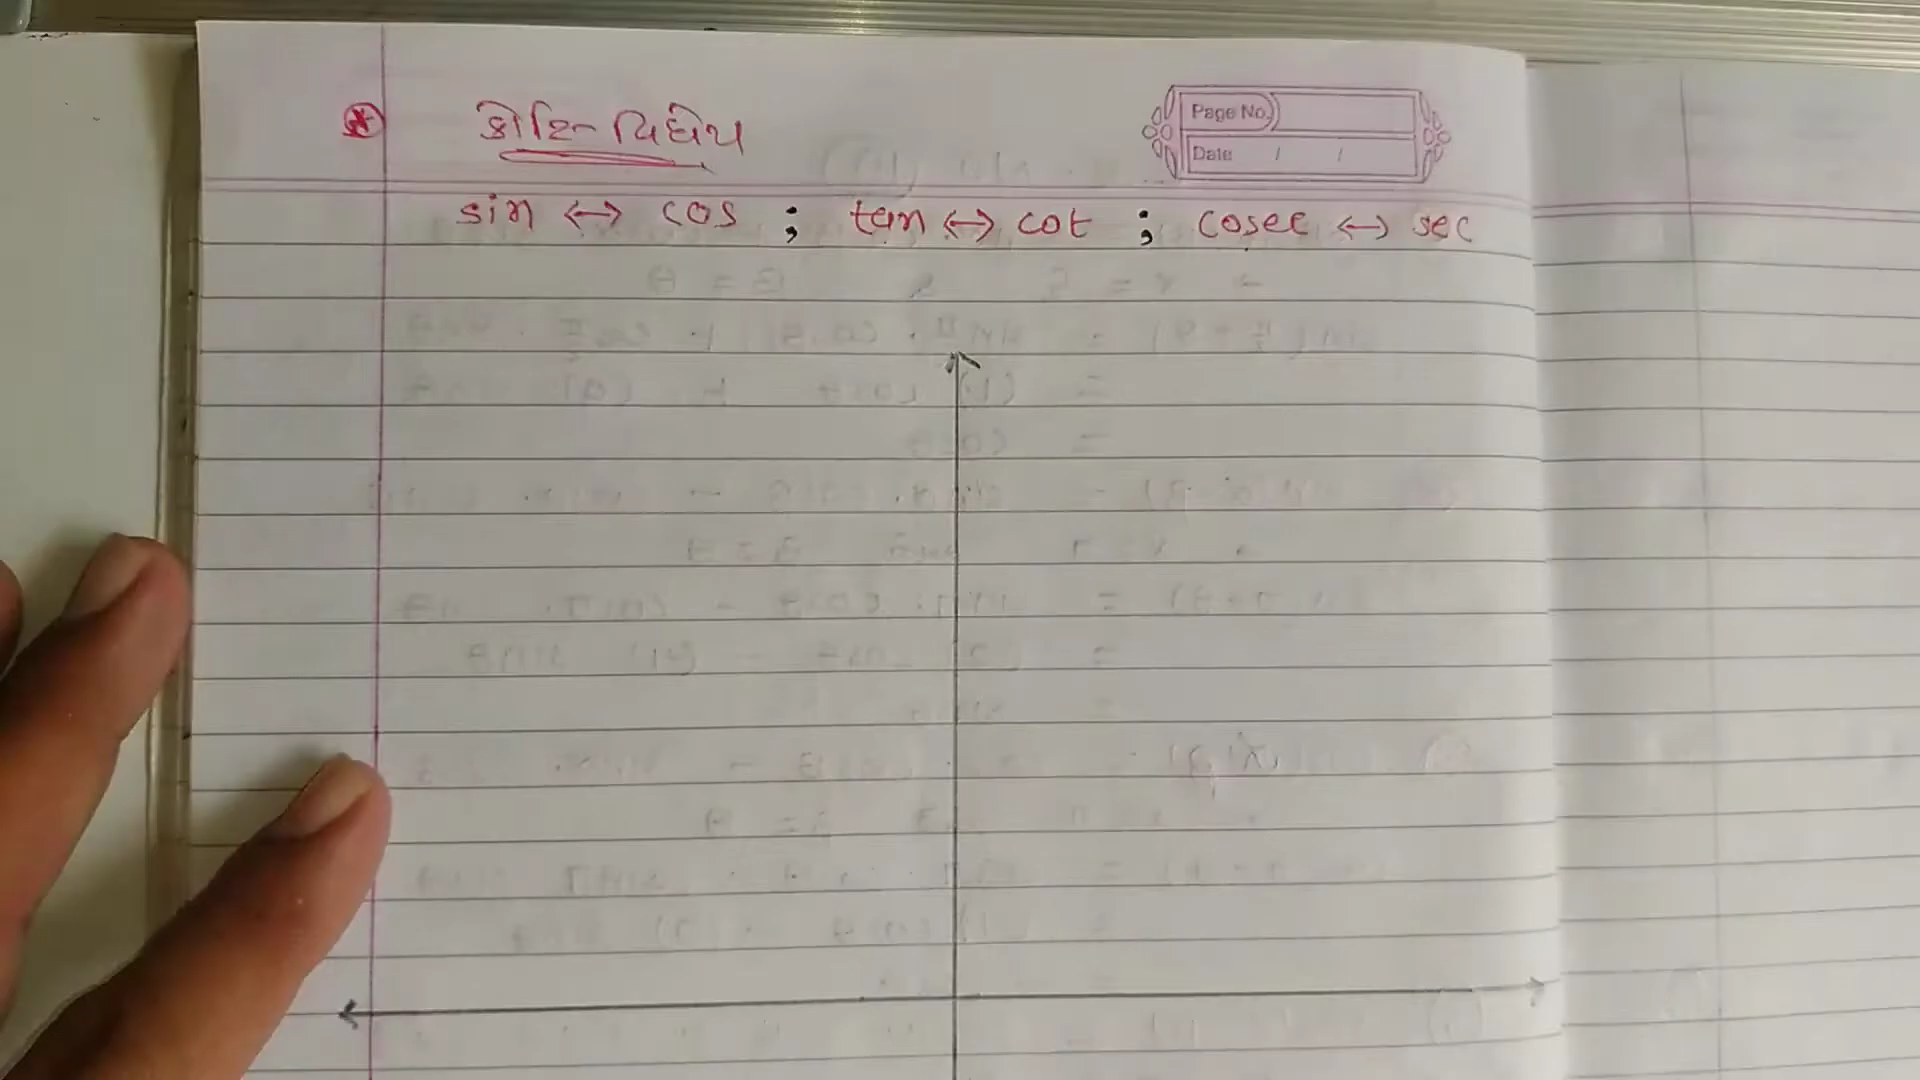 કોટિ-વિધેય
Page No.
Date / /
sin ↔ cos ; tan ↔ cot ; cosec ↔ sec